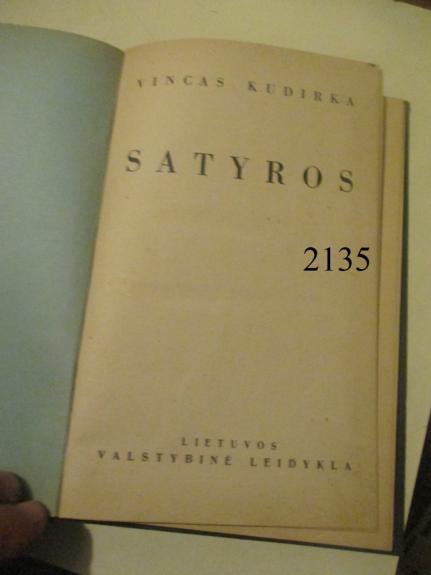 VINCAS KUDIRKA
SATYROS
2135
LIETUVOS
VALSTYBINĖ LEIDYKLA